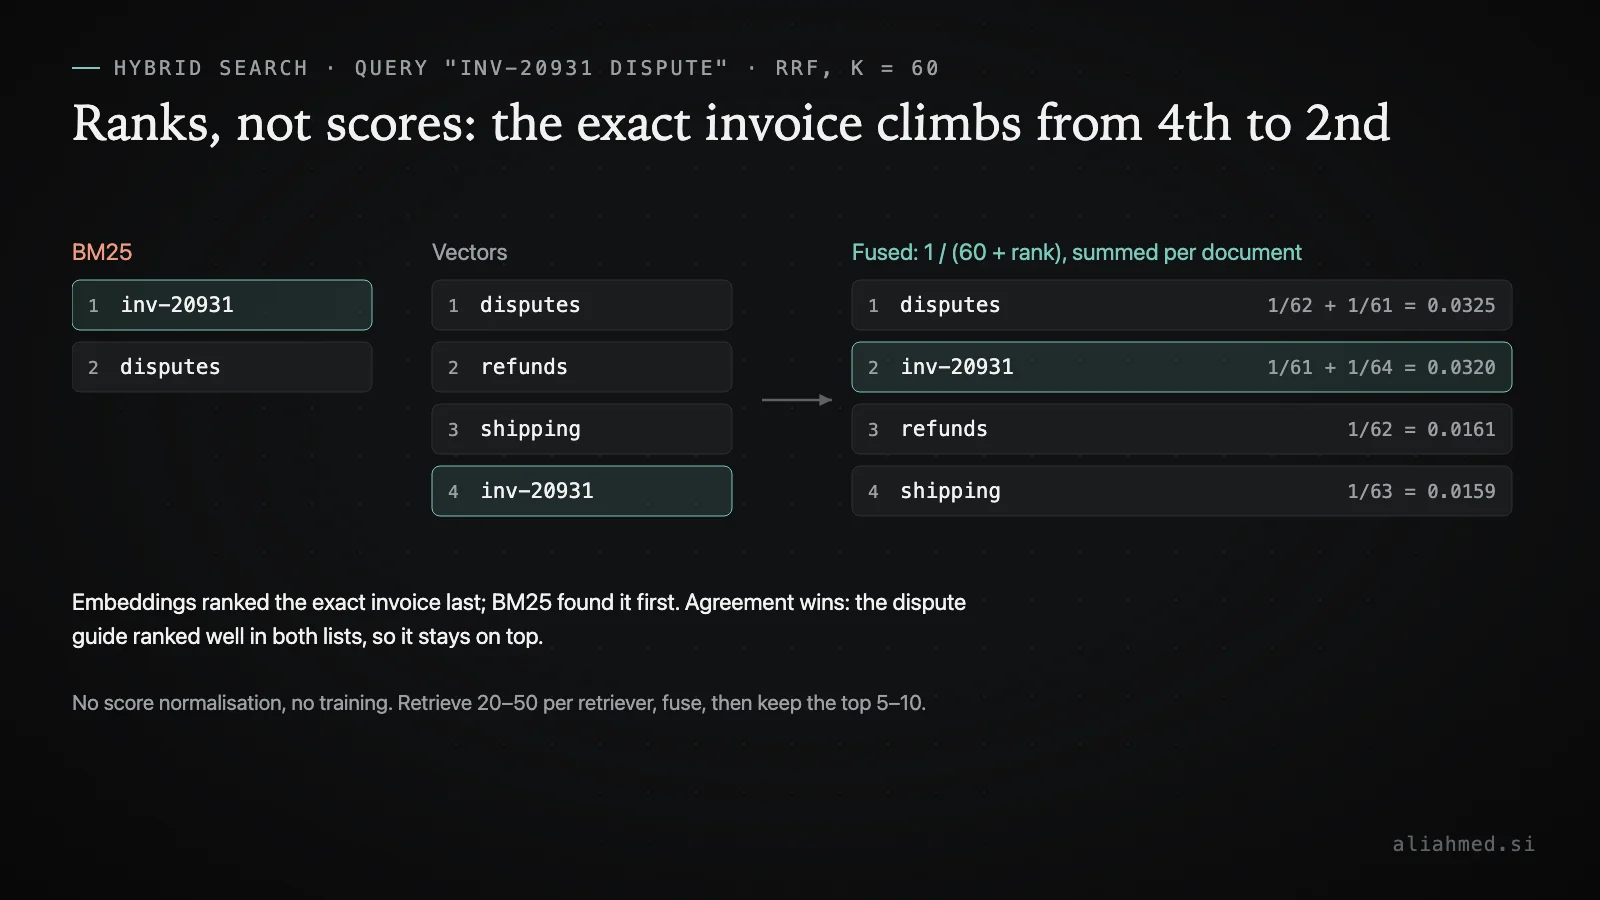 HYBRID SEARCH · QUERY "INV-20931 DISPUTE" · RRF, K = 60
Ranks, not scores: the exact invoice climbs from 4th to 2nd
BM25
1 inv-20931
2 disputes
Vectors
1 disputes
2 refunds
3 shipping
4 inv-20931
Fused: 1 / (60 + rank), summed per document
1 disputes 1/62 + 1/61 = 0.0325
2 inv-20931 1/61 + 1/64 = 0.0320
3 refunds 1/62 = 0.0161
4 shipping 1/63 = 0.0159
Embeddings ranked the exact invoice last; BM25 found it first. Agreement wins: the dispute
guide ranked well in both lists, so it stays on top.
No score normalisation, no training. Retrieve 20–50 per retriever, fuse, then keep the top 5–10.
aliahmed.si